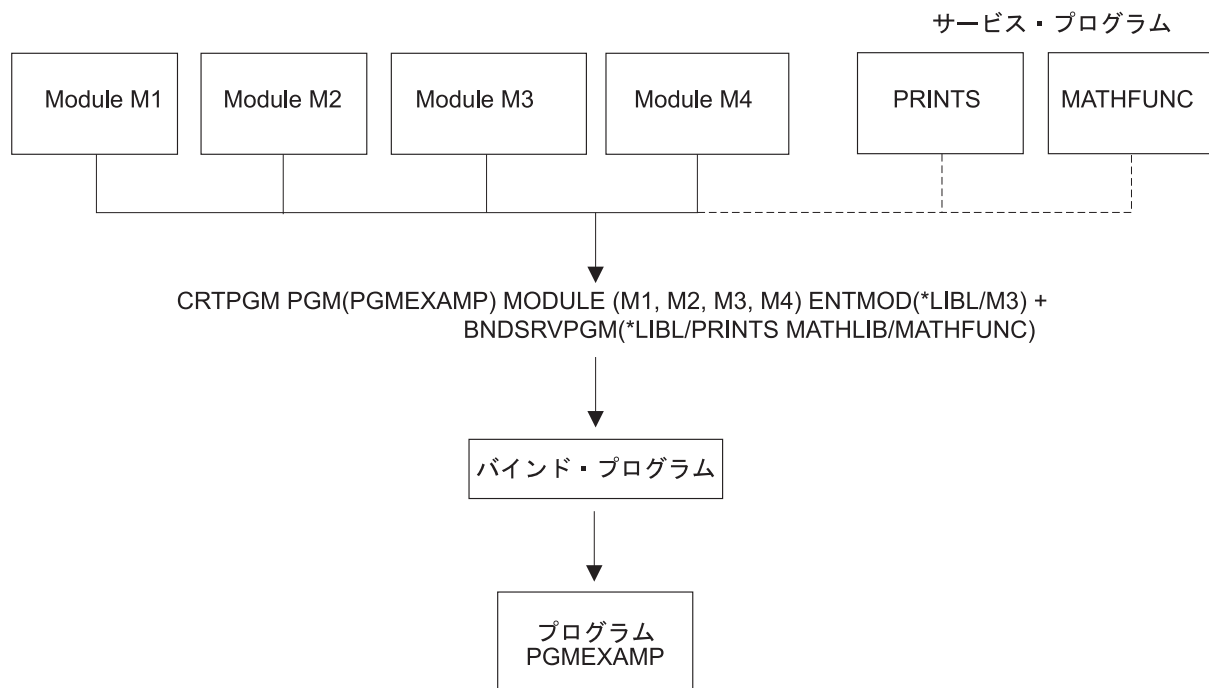 サービス・プログラム
Module M1
Module M2
Module M3
Module M4
PRINTS
MATHFUNC
CRTPGM PGM(PGMEXAMP) MODULE (M1, M2, M3, M4) ENTMOD(*LIBL/M3) +
BNDSRVPGM(*LIBL/PRINTS MATHLIB/MATHFUNC)
バインド・プログラム
プログラム
PGMEXAMP